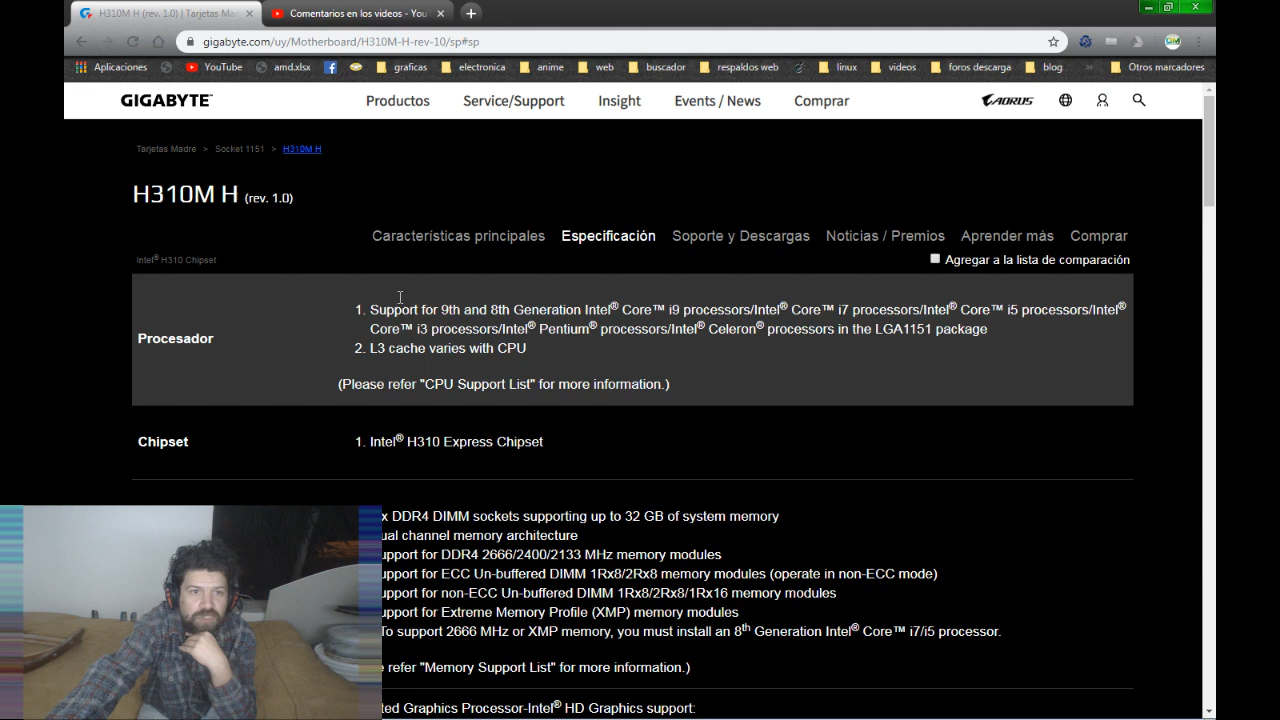 H310M H (rev. 1.0) | Tarjetas Ma
Comentarios en los videos - You
gigabyte.com/uy/Motherboard/H310M-H-rev-10/sp#sp
Aplicaciones YouTube amd.xlsx graficas electronica anime web buscador respaldos web linux videos foros descarga blog » Otros marcadores
GIGABYTE™ Productos Service/Support Insight Events / News Comprar AORUS
Tarjetas Madre > Socket 1151 > H310M H
H310M H (rev. 1.0)
Características principales Especificación Soporte y Descargas Noticias / Premios Aprender más Comprar
Intel® H310 Chipset
Agregar a la lista de comparación
Procesador
1. Support for 9th and 8th Generation Intel® Core™ i9 processors/Intel® Core™ i7 processors/Intel® Core™ i5 processors/Intel®
Core™ i3 processors/Intel® Pentium® processors/Intel® Celeron® processors in the LGA1151 package
2. L3 cache varies with CPU
(Please refer "CPU Support List" for more information.)
Chipset
1. Intel® H310 Express Chipset
x DDR4 DIMM sockets supporting up to 32 GB of system memory
ual channel memory architecture
upport for DDR4 2666/2400/2133 MHz memory modules
upport for ECC Un-buffered DIMM 1Rx8/2Rx8 memory modules (operate in non-ECC mode)
upport for non-ECC Un-buffered DIMM 1Rx8/2Rx8/1Rx16 memory modules
upport for Extreme Memory Profile (XMP) memory modules
To support 2666 MHz or XMP memory, you must install an 8th Generation Intel® Core™ i7/i5 processor.
e refer "Memory Support List" for more information.)
ted Graphics Processor-Intel® HD Graphics support: